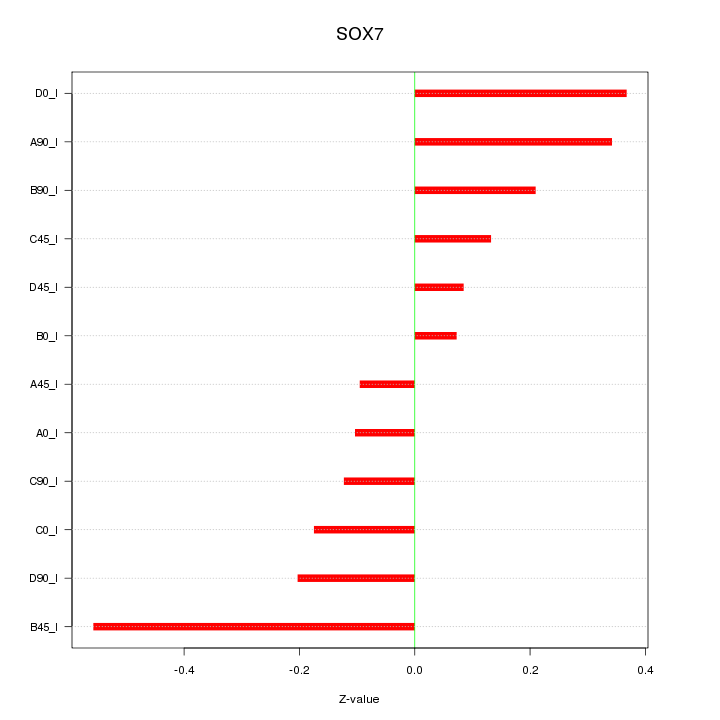 SOX7
D0_I
A90_I
B90_I
C45_I
D45_I
B0_I
A45_I
A0_I
C90_I
C0_I
D90_I
B45_I
-0.4 -0.2 0.0 0.2 0.4
Z-value